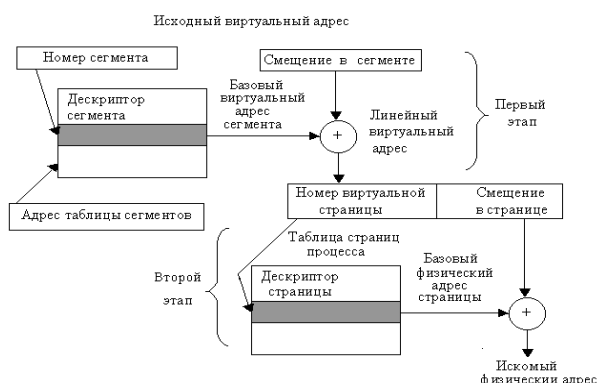 Исходный виртуальный адрес
Номер сегмента
Смещение в сегменте
Дескриптор
сегмента
Базовый
виртуальный
адрес
сегмента
+
Линейный
виртуальный
адрес
Первый
этап
Адрес таблицы сегментов
Номер виртуальной
страницы
Смещение
в странице
Таблица страниц
процесса
Второй
этап
Дескриптор
страницы
Базовый
физический
адрес
страницы
+
Искомый
физический адрес